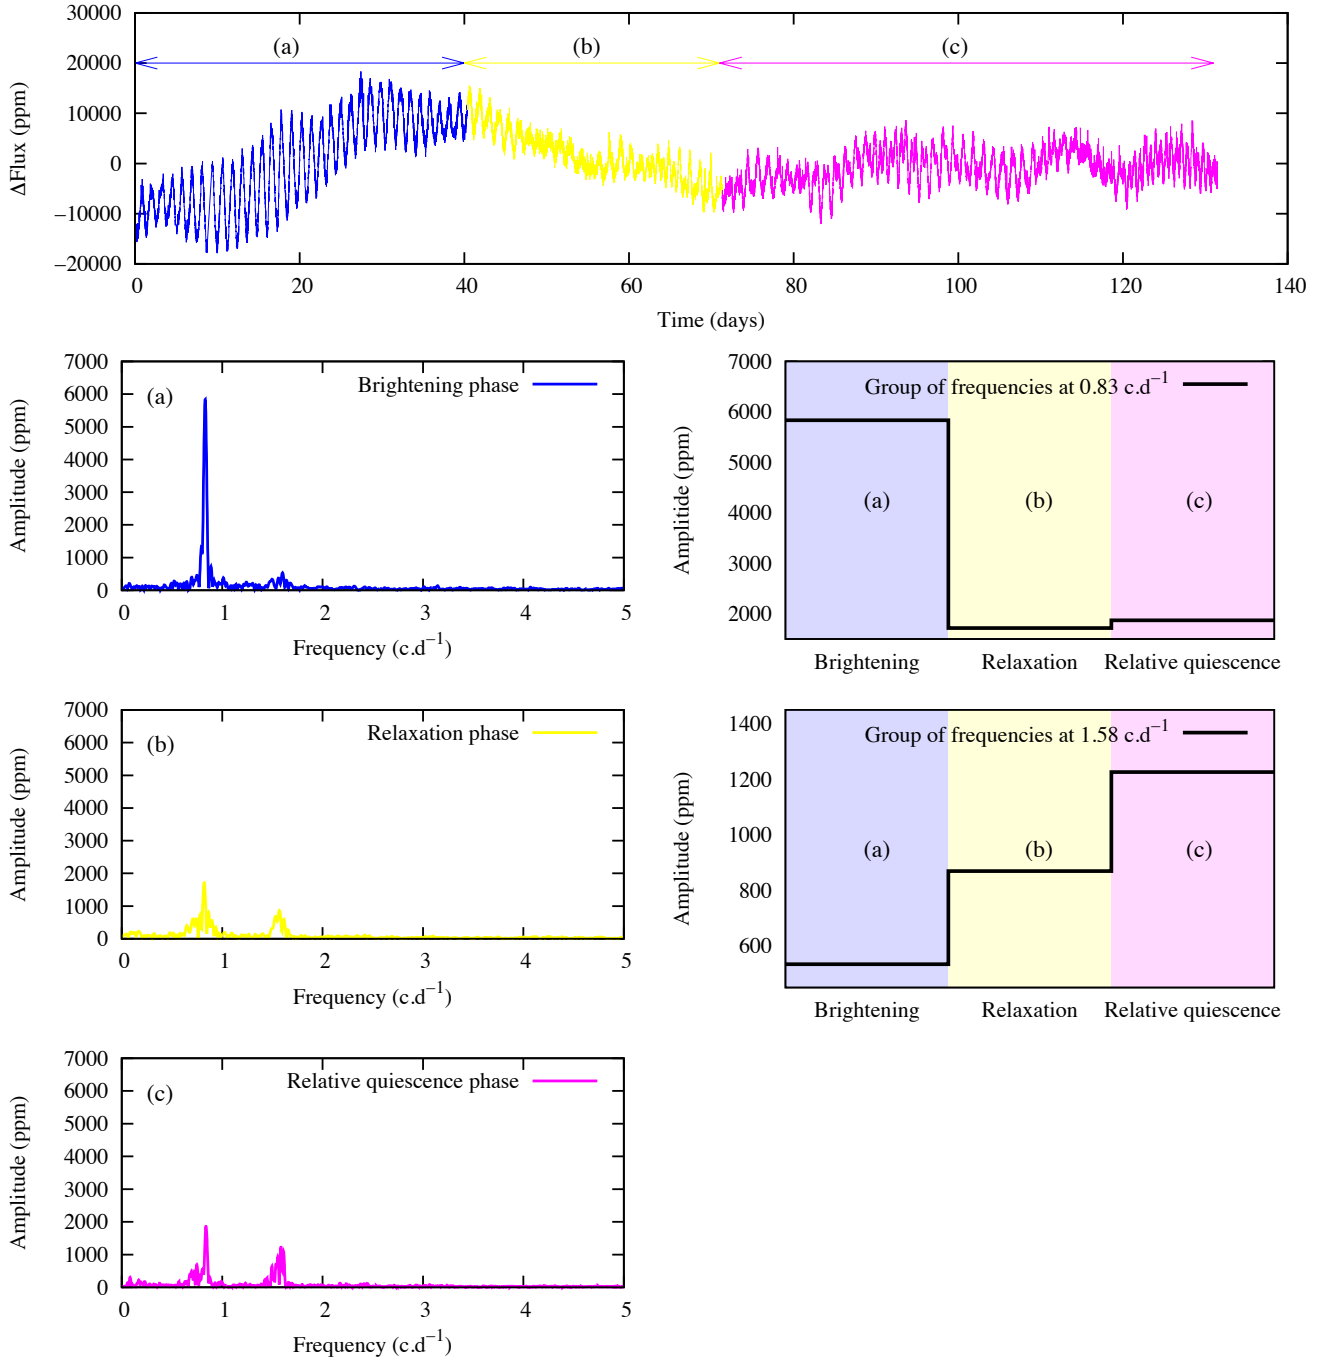 30000
20000
10000
0
−10000
−20000
ΔFlux (ppm)
(a)
(b)
(c)
0 20 40 60 80 100 120 140
Time (days)
7000
6000
5000
4000
3000
2000
1000
0
Amplitude (ppm)
(a)
Brightening phase
0 1 2 3 4 5
Frequency (c.d−1)
7000
6000
5000
4000
3000
2000
Amplitide (ppm)
Group of frequencies at 0.83 c.d−1
(a) (b) (c)
Brightening Relaxation Relative quiescence
7000
6000
5000
4000
3000
2000
1000
0
Amplitude (ppm)
(b)
Relaxation phase
0 1 2 3 4 5
Frequency (c.d−1)
1400
1200
1000
800
600
Amplitude (ppm)
Group of frequencies at 1.58 c.d−1
(a) (b) (c)
Brightening Relaxation Relative quiescence
7000
6000
5000
4000
3000
2000
1000
0
Amplitude (ppm)
(c)
Relative quiescence phase
0 1 2 3 4 5
Frequency (c.d−1)